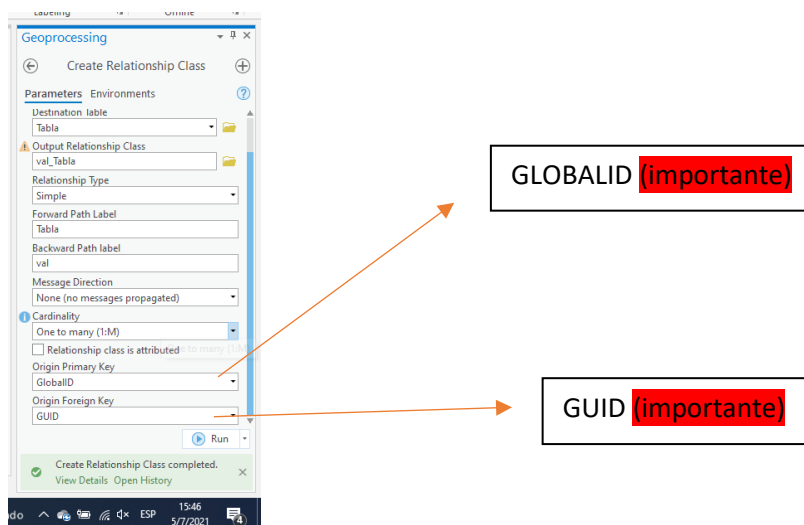 Labeling
Offline
Geoprocessing
Create Relationship Class
Parameters Environments
Destination Table
Tabla
Output Relationship Class
val_Tabla
Relationship Type
Simple
Forward Path Label
Tabla
Backward Path label
val
Message Direction
None (no messages propagated)
Cardinality
One to many (1:M)
Relationship class is attributed
Origin Primary Key
GlobalID
Origin Foreign Key
GUID
Run
Create Relationship Class completed.
View Details Open History
ESP
15:46
5/7/2021
4
GLOBALID (importante)
GUID (importante)